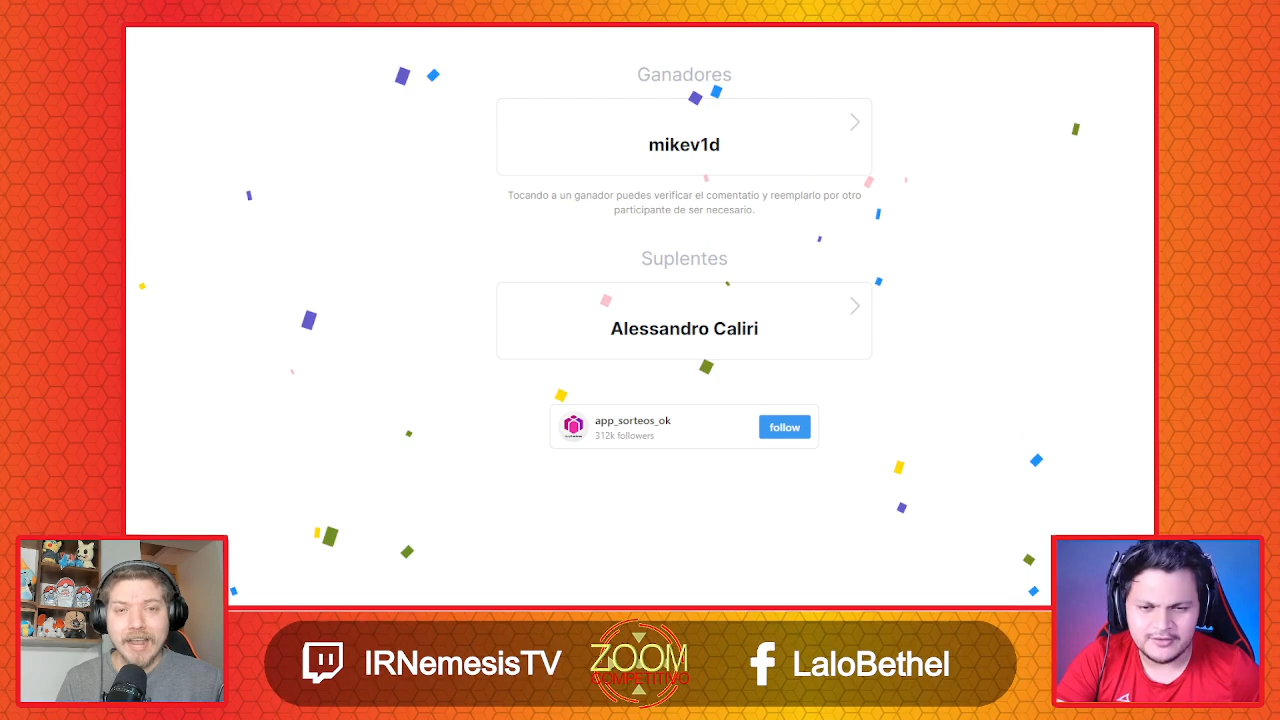 Ganadores
mikev1d
Tocando a un ganador puedes verificar el comentatio y reemplarlo por otro
participante de ser necesario.
Suplentes
Alessandro Caliri
app_sorteos_ok
312k followers
follow
IRNemesisTV
ZOOM
COMPETITIVO
LaloBethel